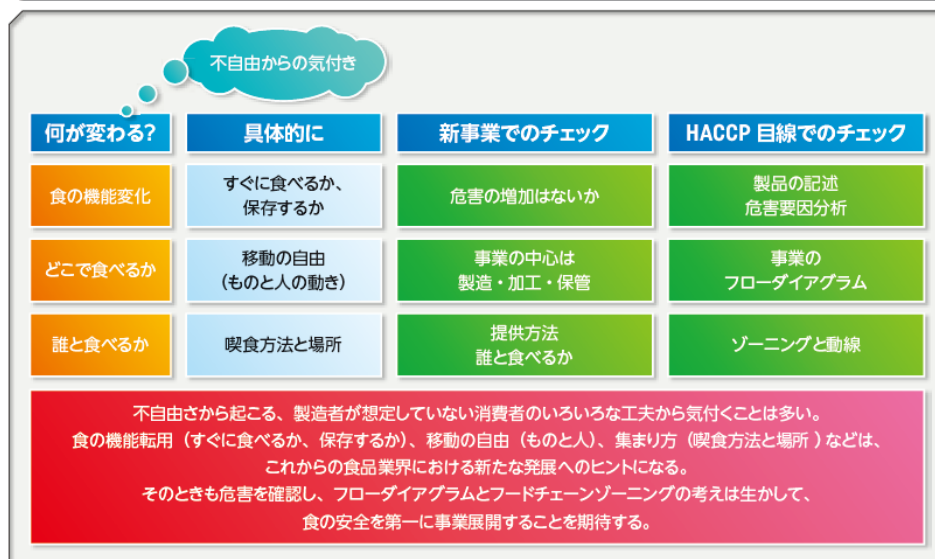 不自由からの気付き
何が変わる?
具体的に
新事業でのチェック
HACCP 目線でのチェック
食の機能変化
すぐに食べるか、
保存するか
危害の増加はないか
製品の記述
危害要因分析
どこで食べるか
移動の自由
(ものと人の動き)
事業の中心は
製造・加工・保管
事業の
フローダイアグラム
誰と食べるか
喫食方法と場所
提供方法
誰と食べるか
ゾーニングと動線
不自由さから起こる、製造者が想定していない消費者のいろいろな工夫から気付くことは多い。
食の機能転用(すぐに食べるか、保存するか)、移動の自由(ものと人)、集まり方(喫食方法と場所)などは、
これからの食品業界における新たな発展へのヒントになる。
そのときも危害を確認し、フローダイアグラムとフードチェーンゾーニングの考えは生かして、
食の安全を第一に事業展開することを期待する。